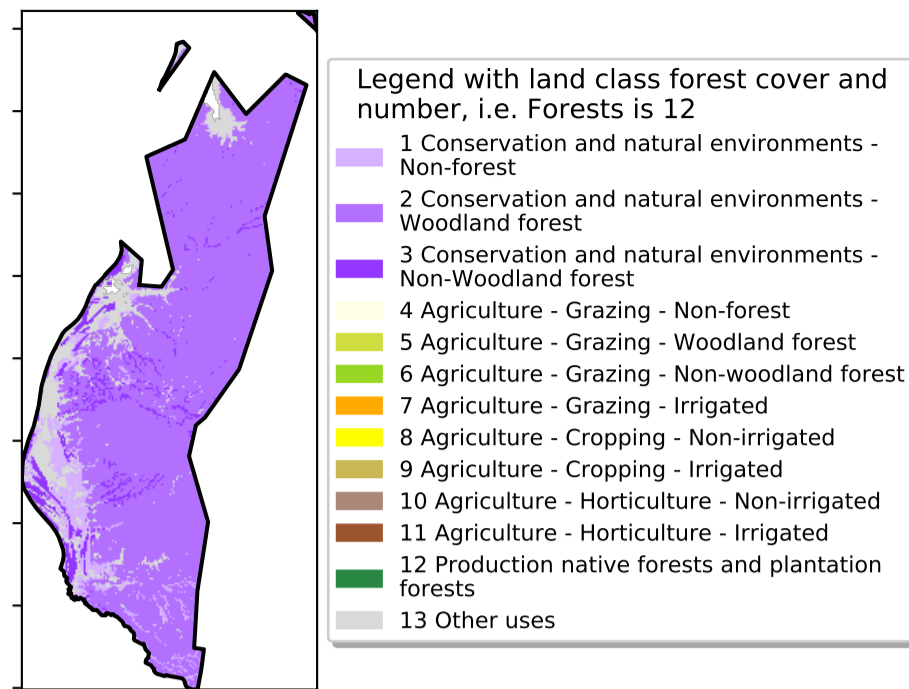 Legend with land class forest cover and
number, i.e. Forests is 12
1 Conservation and natural environments -
Non-forest
2 Conservation and natural environments -
Woodland forest
3 Conservation and natural environments -
Non-Woodland forest
4 Agriculture - Grazing - Non-forest
5 Agriculture - Grazing - Woodland forest
6 Agriculture - Grazing - Non-woodland forest
7 Agriculture - Grazing - Irrigated
8 Agriculture - Cropping - Non-irrigated
9 Agriculture - Cropping - Irrigated
10 Agriculture - Horticulture - Non-irrigated
11 Agriculture - Horticulture - Irrigated
12 Production native forests and plantation
forests
13 Other uses